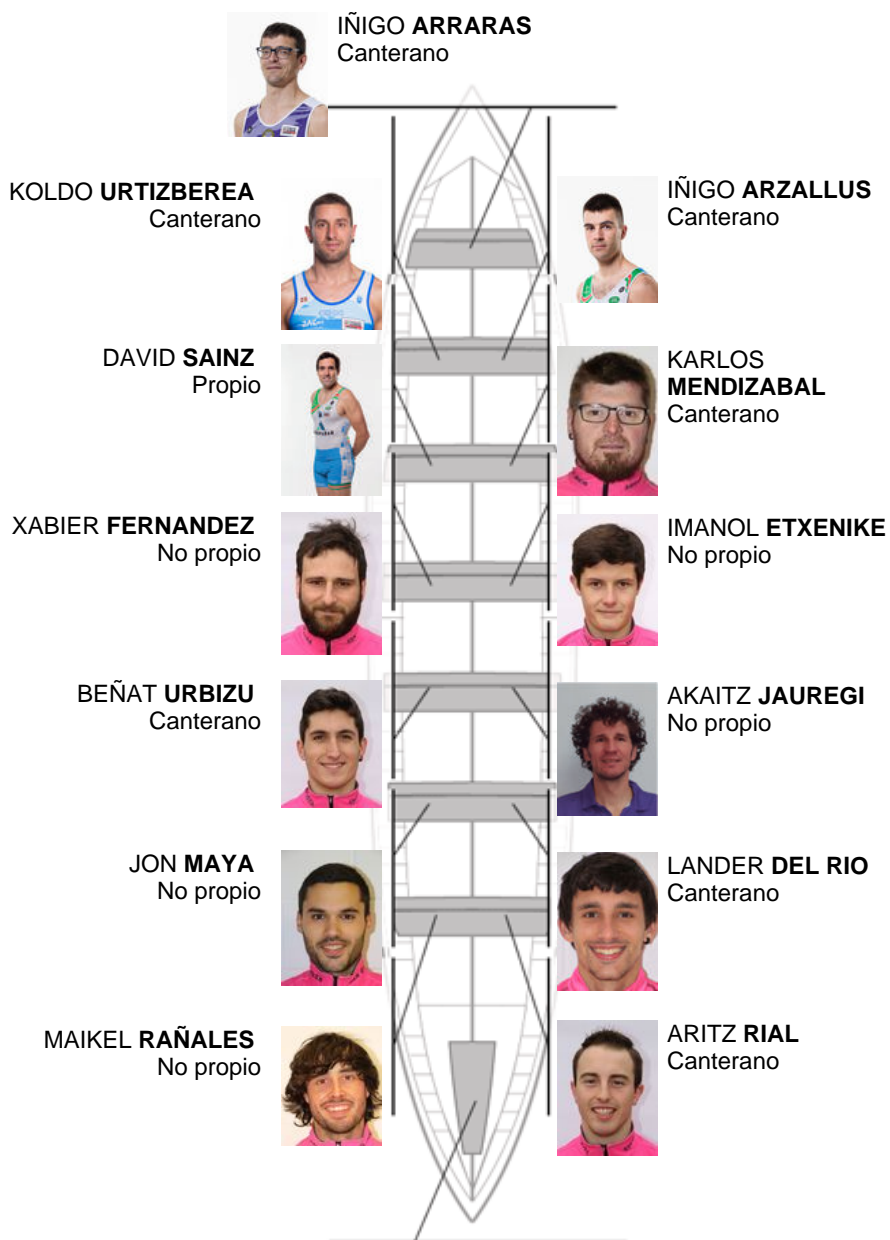 IÑIGO ARRARAS
Canterano
KOLDO URTIZBEREA
Canterano
IÑIGO ARZALLUS
Canterano
DAVID SAINZ
Propio
KARLOS
MENDIZABAL
Canterano
XABIER FERNANDEZ
No propio
IMANOL ETXENIKE
No propio
BEÑAT URBIZU
Canterano
AKAITZ JAUREGI
No propio
JON MAYA
No propio
LANDER DEL RIO
Canterano
MAIKEL RAÑALES
No propio
ARITZ RIAL
Canterano